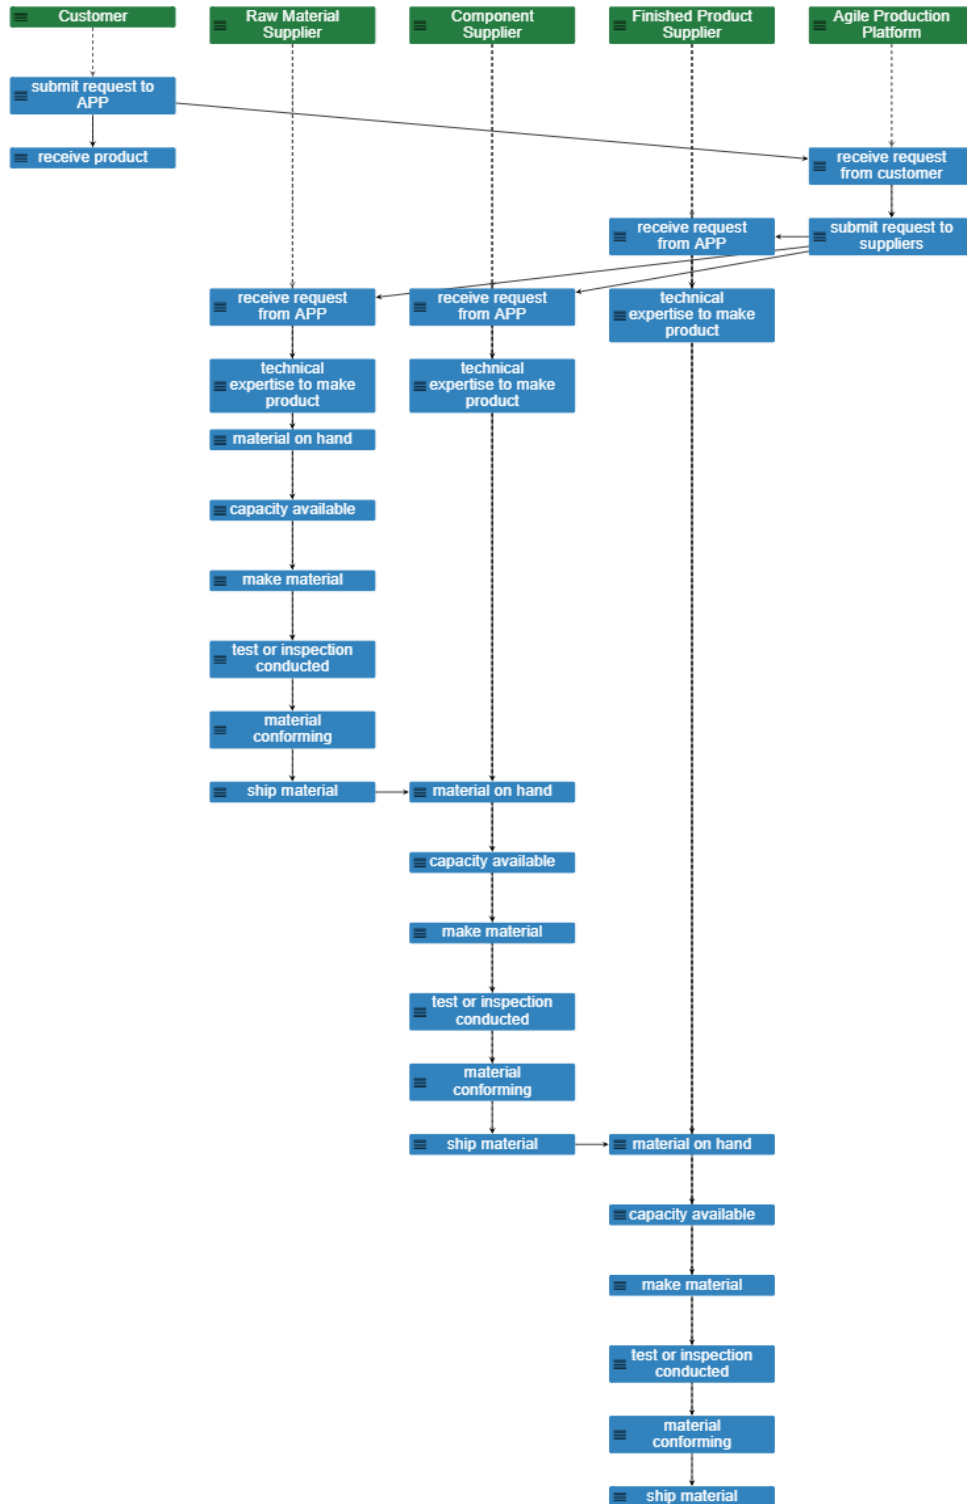 Customer
Raw Material
Supplier
Component
Supplier
Finished Product
Supplier
Agile Production
Platform
submit request to
APP
receive product
receive request
from customer
receive request
from APP
submit request to
suppliers
receive request
from APP
receive request
from APP
technical
expertise to make
product
technical
expertise to make
product
technical
expertise to make
product
material on hand
capacity available
make material
test or inspection
conducted
material
conforming
ship material
material on hand
capacity available
make material
test or inspection
conducted
material
conforming
ship material
material on hand
capacity available
make material
test or inspection
conducted
material
conforming
ship material